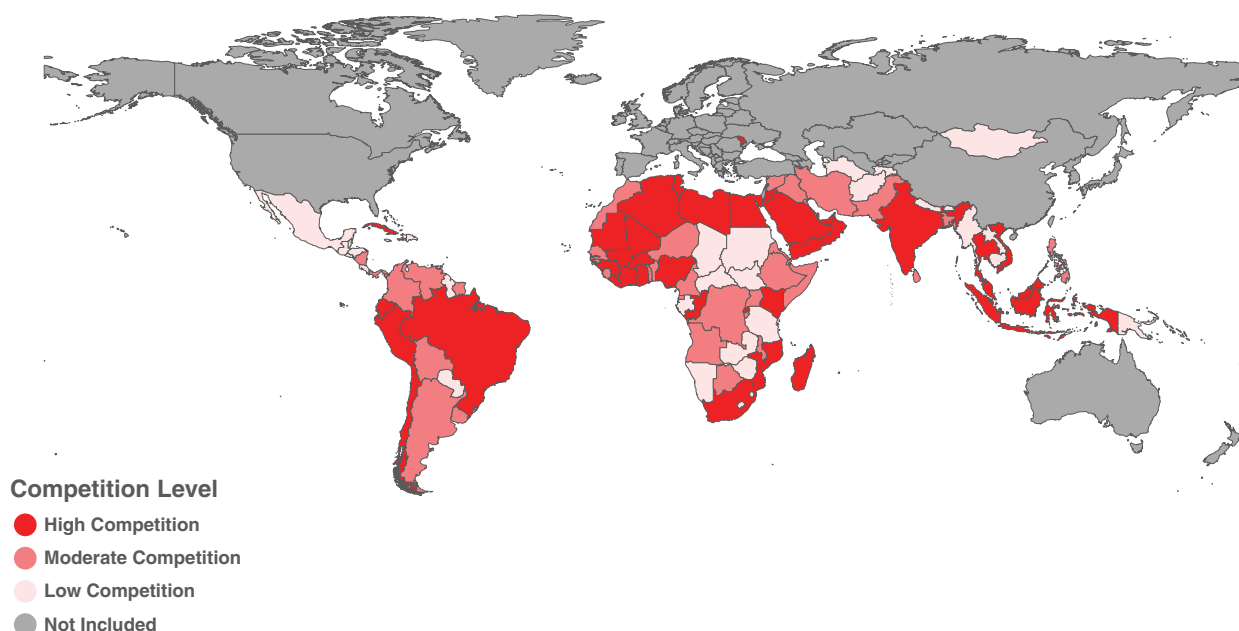 Competition Level
High Competition
Moderate Competition
Low Competition
Not Included